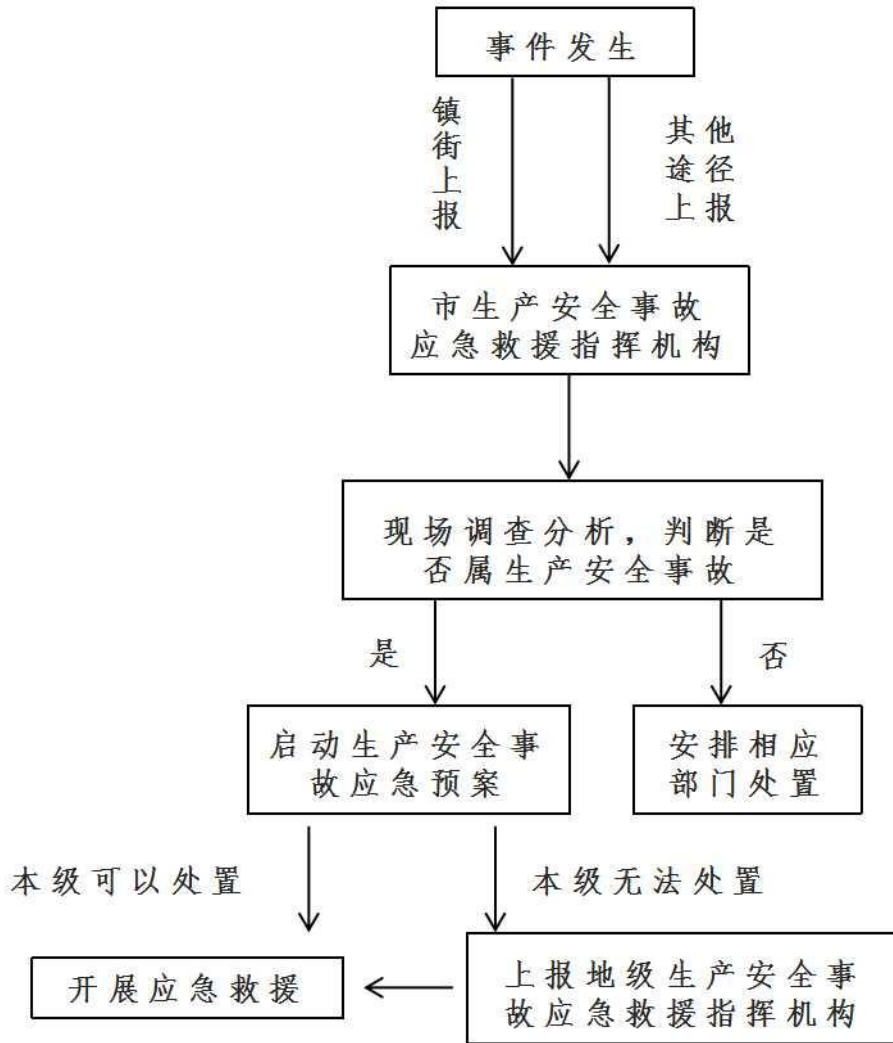 事件发生
镇街上报
其他
途径
上报
市生产安全事故
应急救援指挥机构
现场调查分析，判断是
否属生产安全事故
是
否
启动生产安全事
故应急预案
安排相应
部门处置
本级可以处置
本级无法处置
开展应急救援
上报地级生产安全事
故应急救援指挥机构